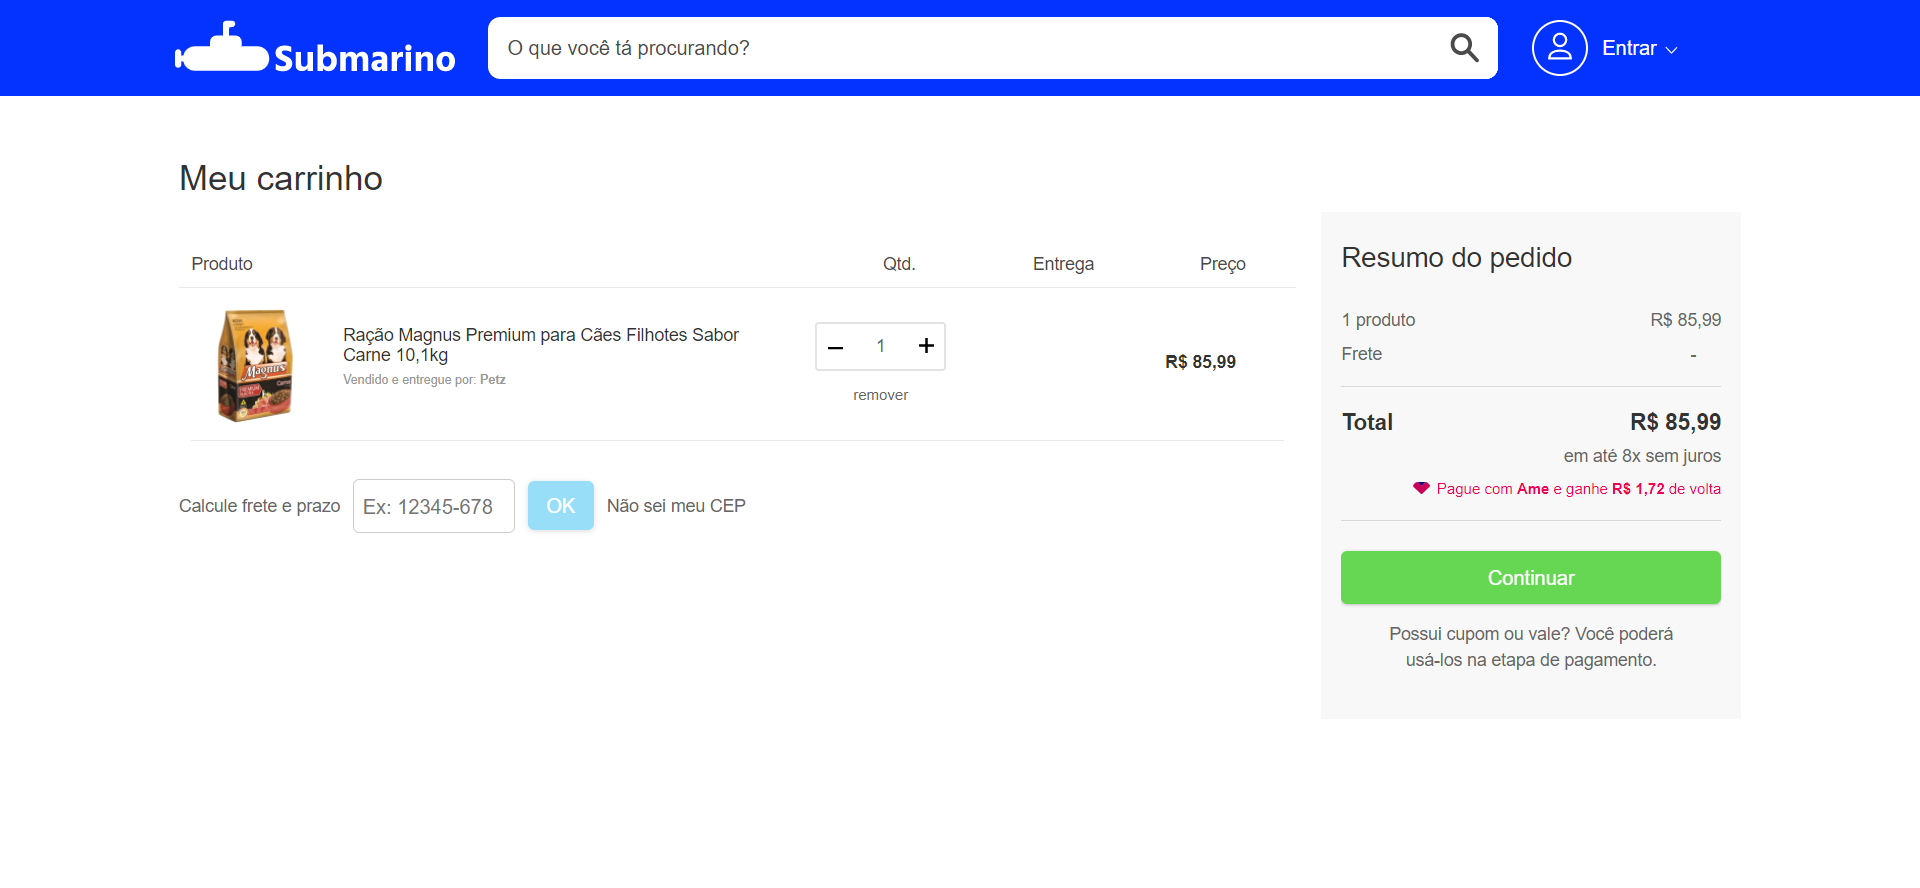 Submarino
O que você tá procurando?
Entrar
Meu carrinho
Produto
Qtd.
Entrega
Preço
Magnus
Ração Magnus Premium para Cães Filhotes Sabor
Carne 10,1kg
Vendido e entregue por: Petz
1
remover
R$ 85,99
Calcule frete e prazo
Ex: 12345-678
OK
Não sei meu CEP
Resumo do pedido
1 produto R$ 85,99
Frete -
Total R$ 85,99
em até 8x sem juros
Pague com Ame e ganhe R$ 1,72 de volta
Continuar
Possui cupom ou vale? Você poderá
usá-los na etapa de pagamento.